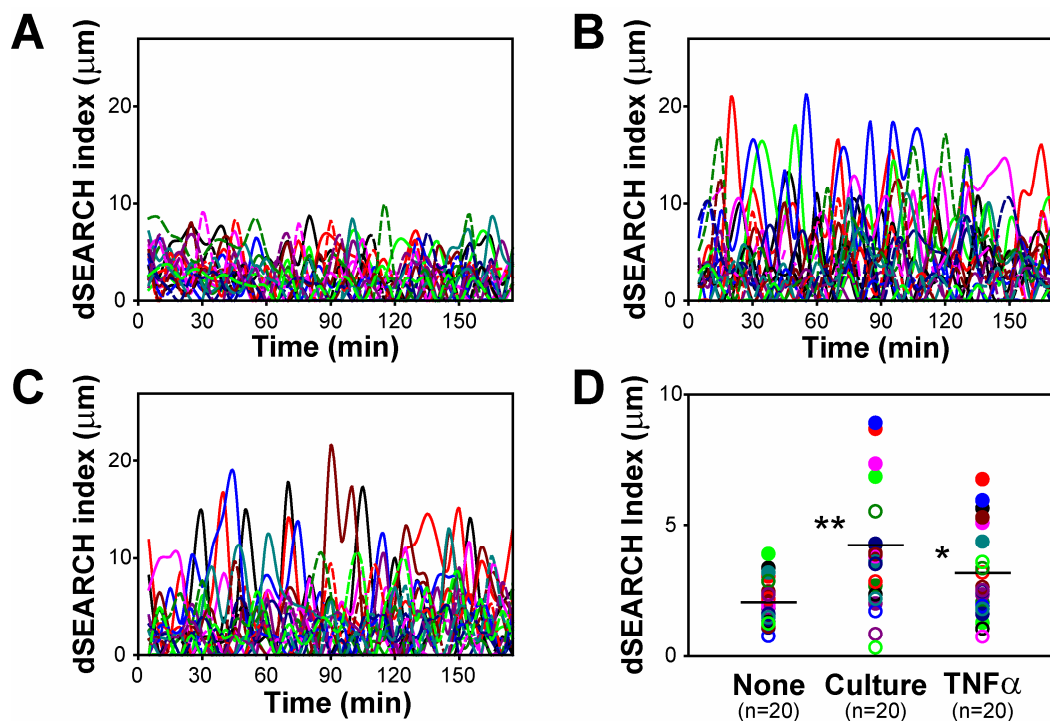 A
dSEARCH index (μm)
20
10
0
0 30 60 90 120 150
Time (min)
B
dSEARCH index (μm)
20
10
0
0 30 60 90 120 150
Time (min)
C
dSEARCH index (μm)
20
10
0
0 30 60 90 120 150
Time (min)
D
dSEARCH Index (μm)
10
5
0
**
*
None Culture TNFα
(n=20) (n=20) (n=20)